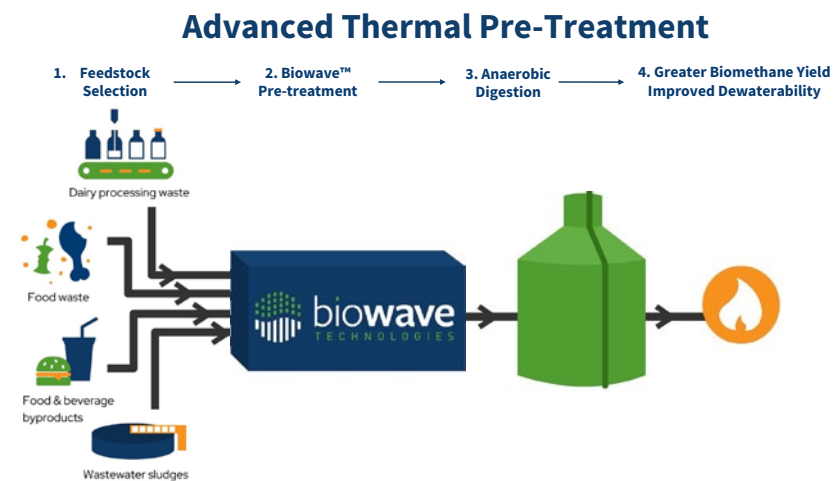 Advanced Thermal Pre-Treatment
1. Feedstock
Selection
2. Biowave™
Pre-treatment
3. Anaerobic
Digestion
4. Greater Biomethane Yield
Improved Dewaterability
Dairy processing waste
Food waste
Food & beverage
byproducts
Wastewater sludges
biowave
TECHNOLOGIES